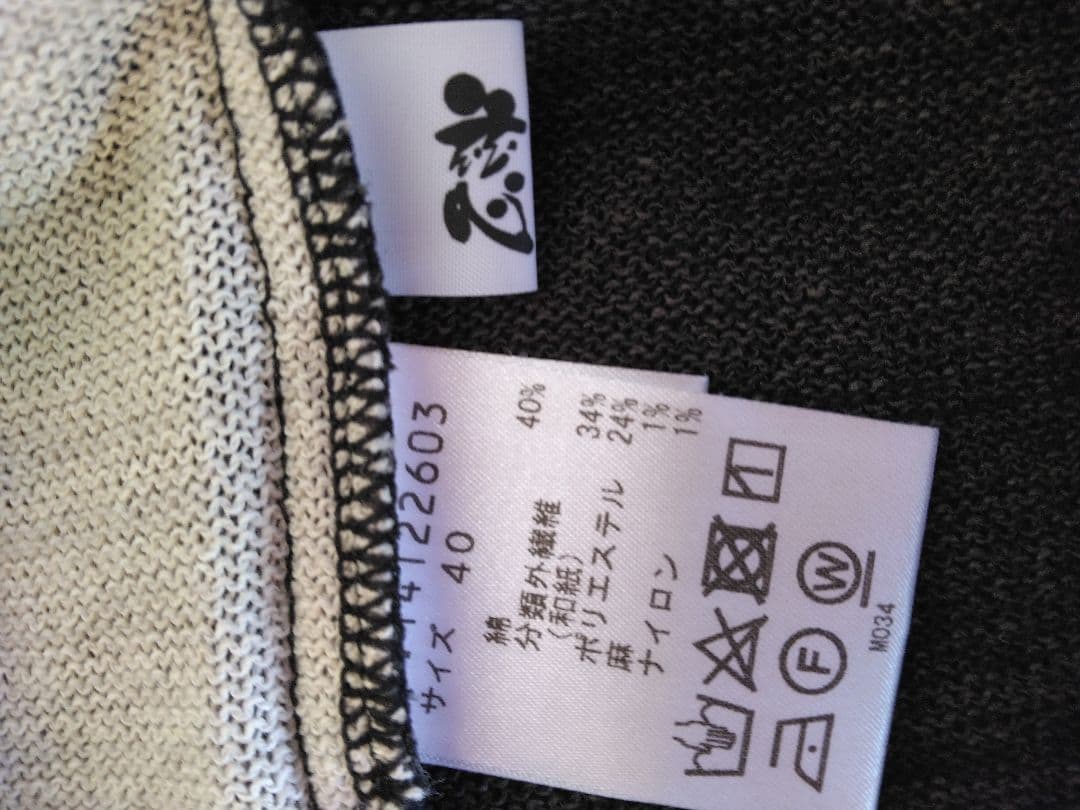 4122603
サイズ 40
綿 40%
分類外繊維
(和紙) 34%
ポリエステル 24%
麻 1%
ナイロン 1%
F W
M034